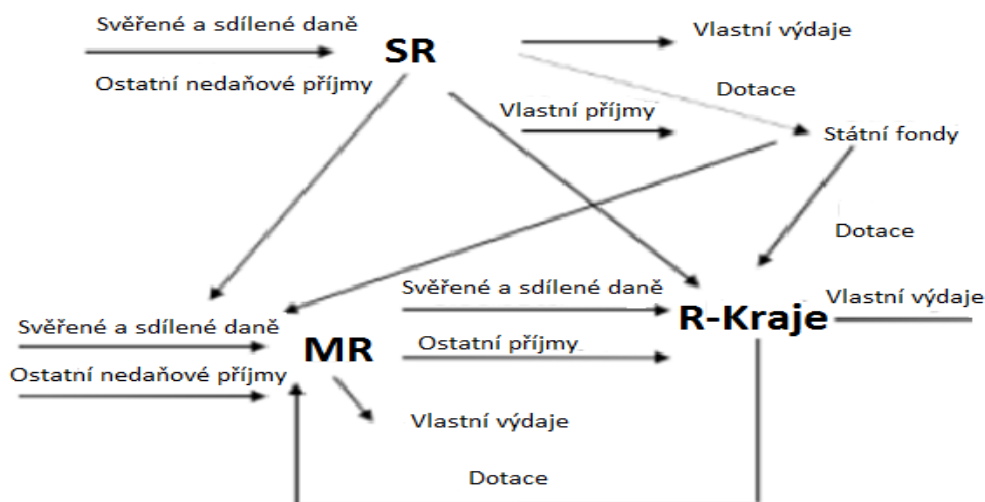 Svěřené a sdílené daně
SR
Vlastní výdaje
Ostatní nedaňové příjmy
Dotace
Vlastní příjmy
Státní fondy
Dotace
Svěřené a sdílené daně
Vlastní výdaje
R-Kraje
Svěřené a sdílené daně
MR
Ostatní příjmy
Ostatní nedaňové příjmy
Vlastní výdaje
Dotace